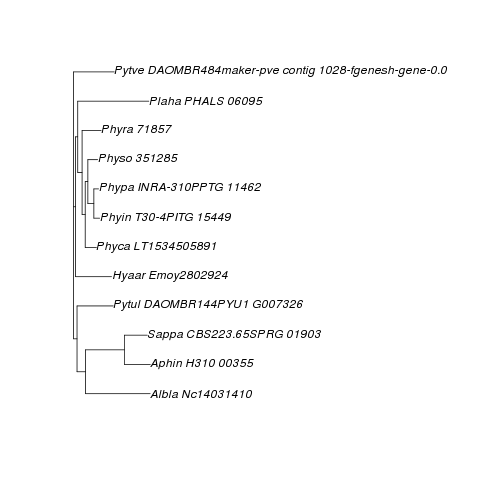 Pytve DAOMBR484maker-pve contig 1028-fgenesh-gene-0.0
Plaha PHALS 06095
Phyra 71857
Physo 351285
Phypa INRA-310PPTG 11462
Phyin T30-4PITG 15449
Phyca LT1534505891
Hyaar Emoy2802924
Pytul DAOMBR144PYU1 G007326
Sappa CBS223.65SPRG 01903
Aphin H310 00355
Albla Nc14031410